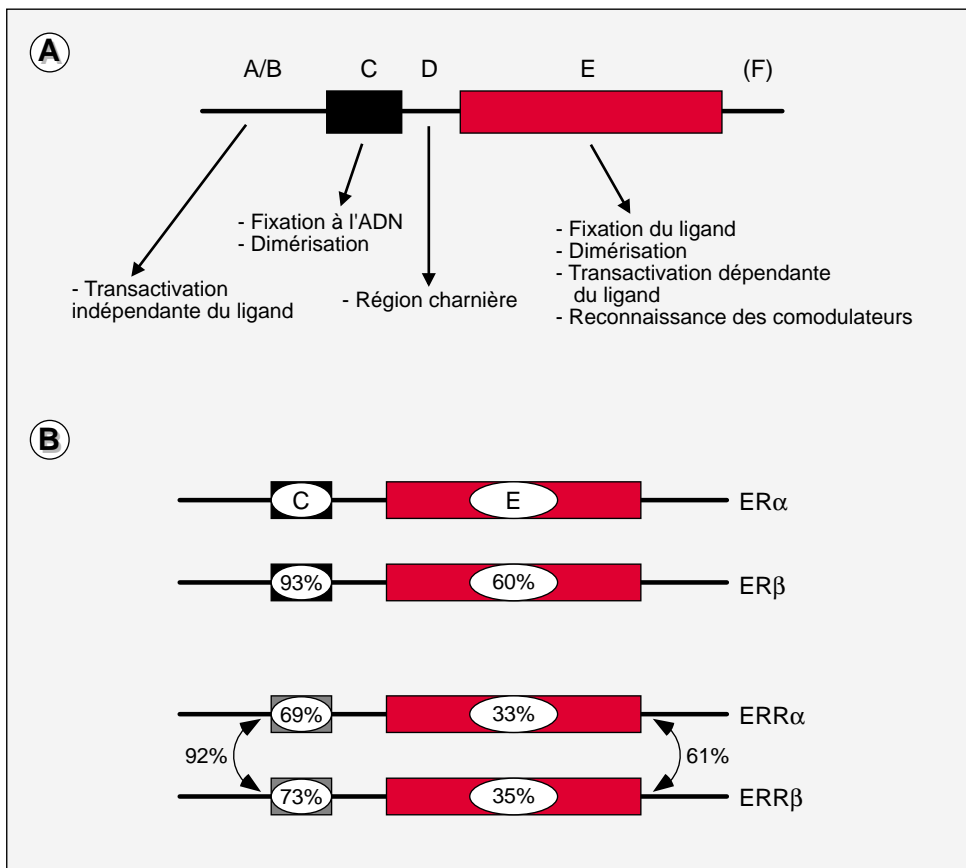 A
A/B C D E (F)
- Fixation à l'ADN
- Dimérisation
- Fixation du ligand
- Dimérisation
- Transactivation dépendante
du ligand
- Reconnaissance des comodulateurs
- Transactivation
indépendante du ligand
- Région charnière
B
C E ERα
93% 60% ERβ
69% 33% ERRα
92% 61%
73% 35% ERRβ